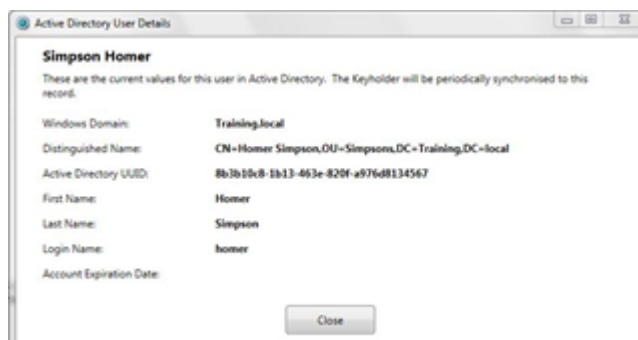 Active Directory User Details
Simpson Homer
These are the current values for this user in Active Directory. The Keyholder will be periodically synchronised to this
record.
Windows Domain: Training.local
Distinguished Name: CN=Homer Simpson,OU=Simpsons,DC=Training,DC=local
Active Directory UUID: 8b3b10c8-1b13-463e-820f-a976d8134567
First Name: Homer
Last Name: Simpson
Login Name: homer
Account Expiration Date:
Close